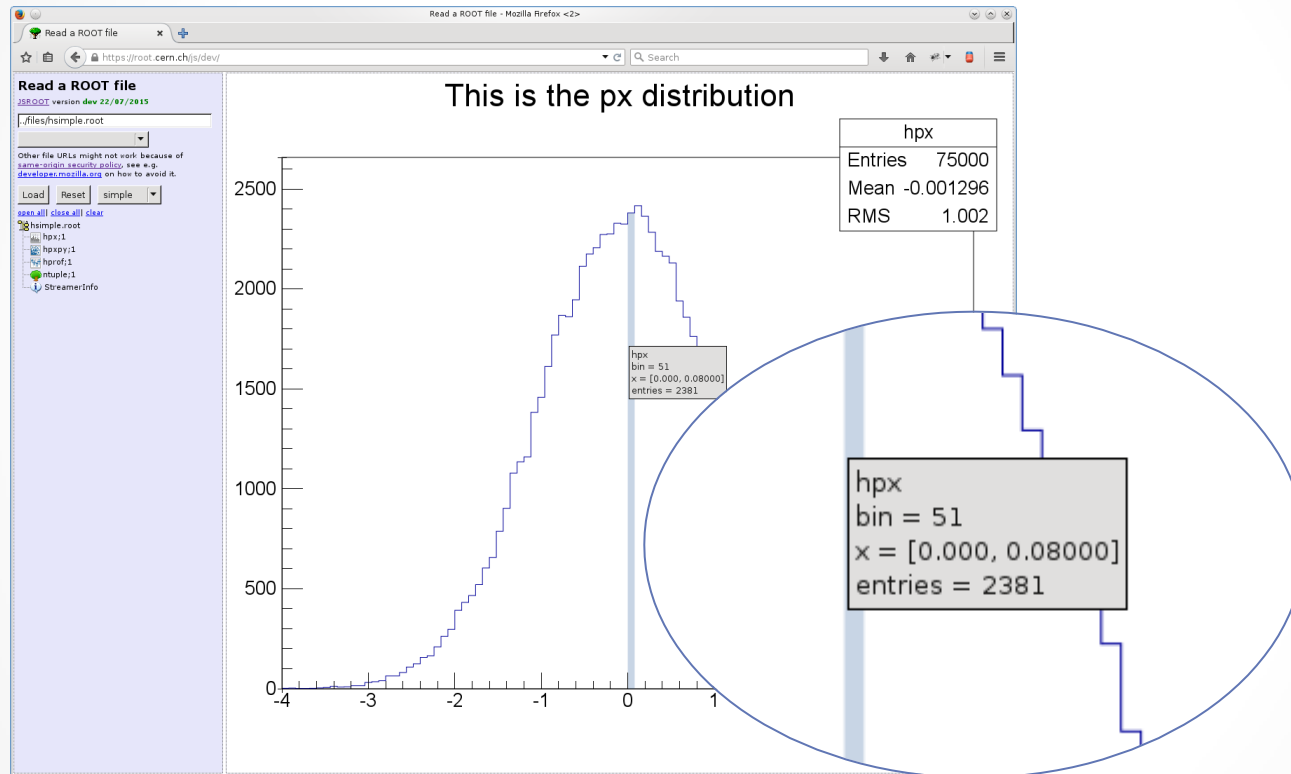 Read a ROOT file - Mozilla Firefox <2>
Read a ROOT file
https://root.cern.ch/js/dev/
Search
Read a ROOT file
JSROOT version dev 22/07/2015
../files/hsimple.root
Other file URLs might not work because of
same-origin security policy, see e.g.
developer.mozilla.org on how to avoid it.
Load Reset simple
open all| close all| clear
hsimple.root
hpx;1
hpxpy;1
hprof;1
ntuple;1
StreamerInfo
This is the px distribution
hpx
Entries 75000
Mean -0.001296
RMS 1.002
2500
2000
1500
1000
500
0
-4 -3 -2 -1 0 1
hpx
bin = 51
x = [0.000, 0.08000]
entries = 2381
hpx
bin = 51
x = [0.000, 0.08000]
entries = 2381